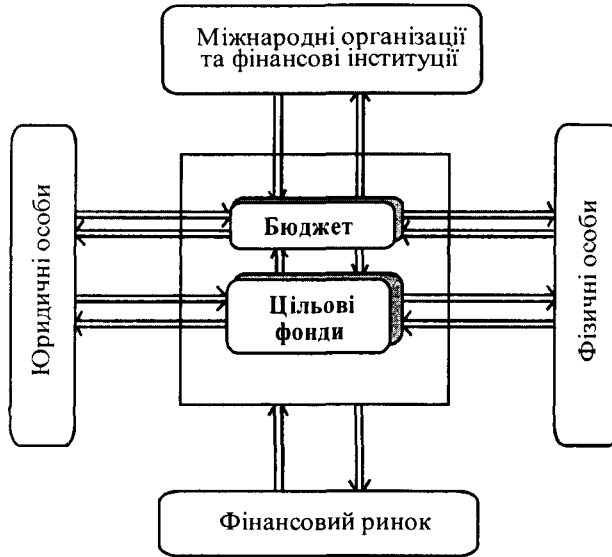 Міжнародні організації
та фінансові інституції
Юридичні особи
Бюджет
Цільові
фонди
Фізичні особи
Фінансовий ринок